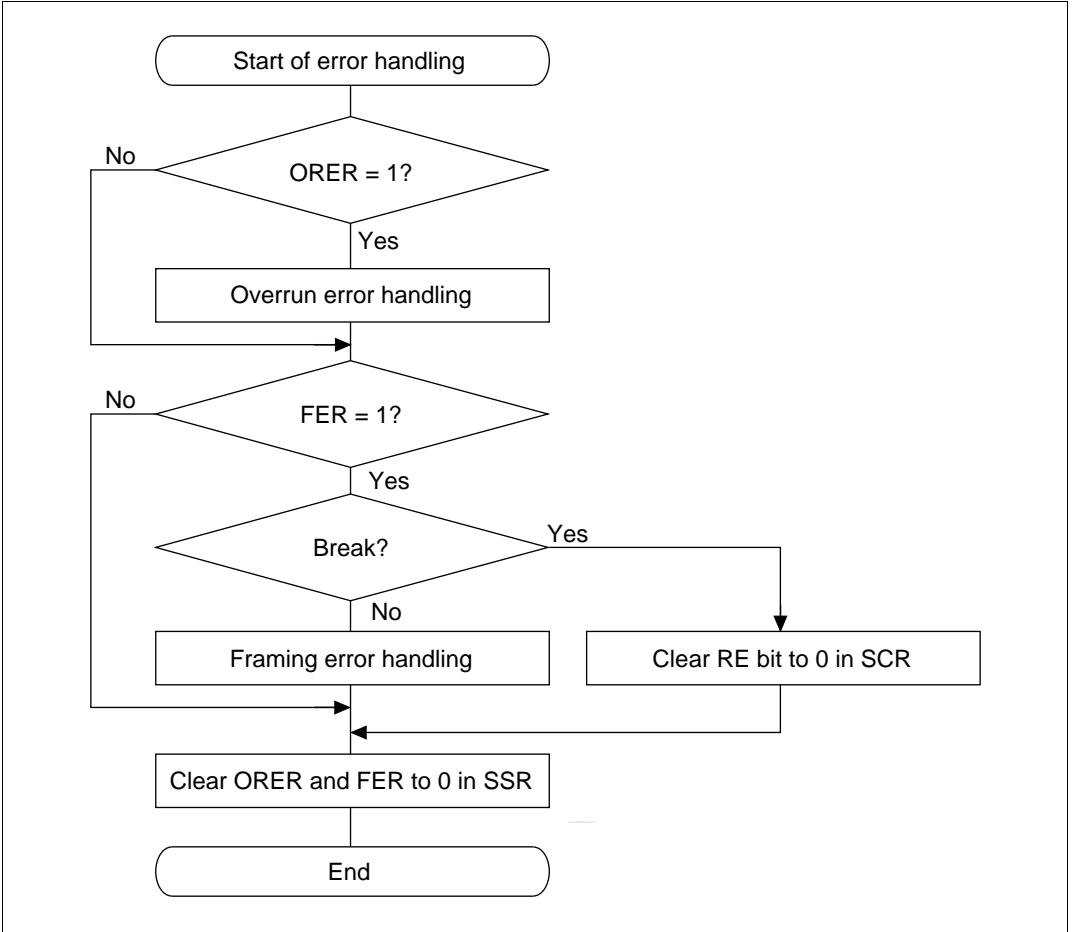 Start of error handling
No
ORER = 1?
Yes
Overrun error handling
No
FER = 1?
Yes
Break?
Yes
No
Framing error handling
Clear RE bit to 0 in SCR
Clear ORER and FER to 0 in SSR
End